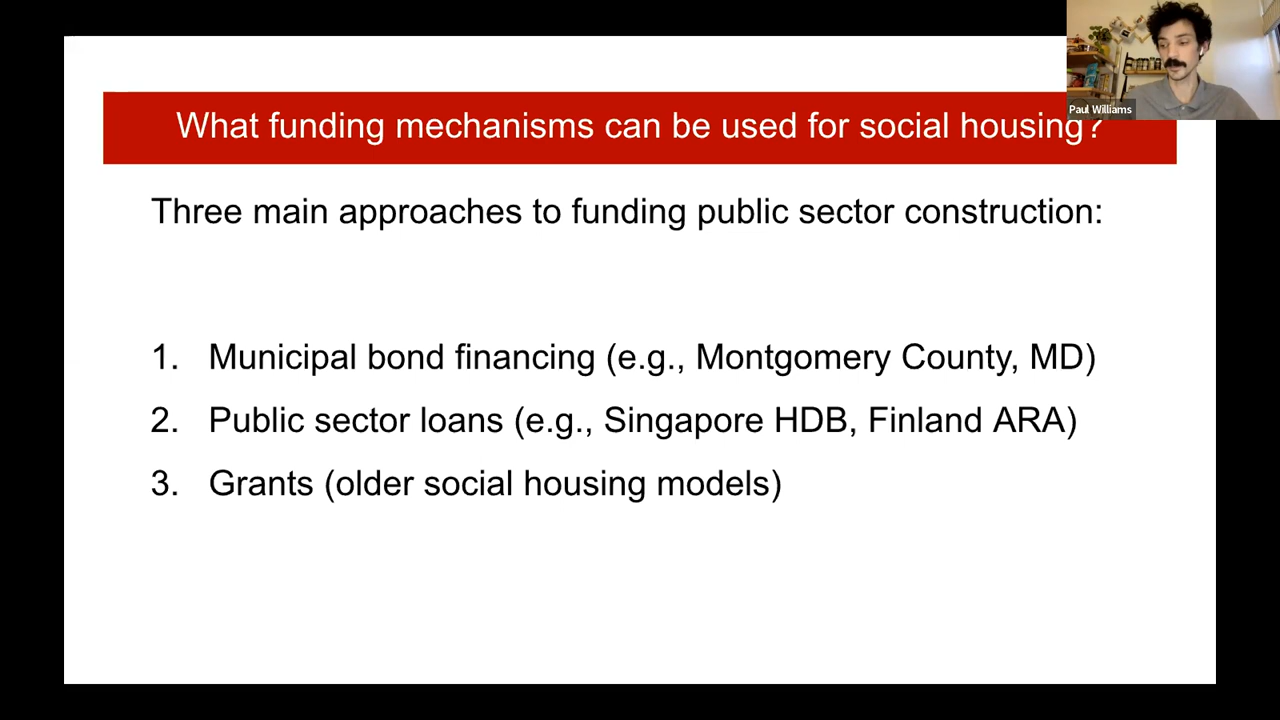 What funding mechanisms can be used for social housing?
Paul Williams
Three main approaches to funding public sector construction:
1. Municipal bond financing (e.g., Montgomery County, MD)
2. Public sector loans (e.g., Singapore HDB, Finland ARA)
3. Grants (older social housing models)